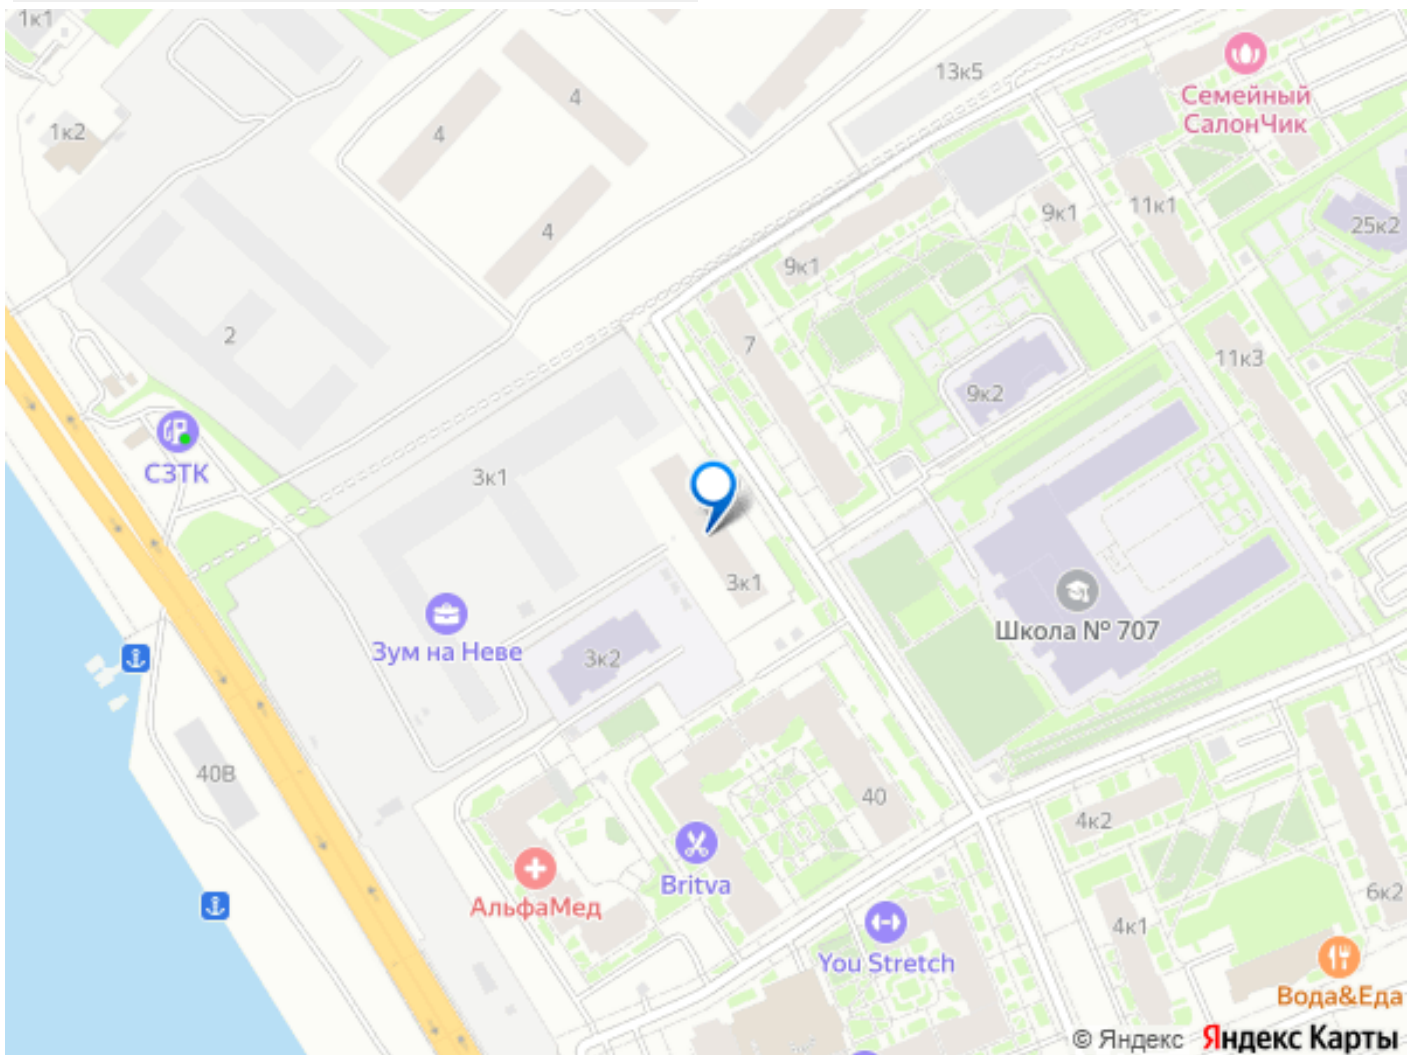 1к1
13к5
Семейный
СалонЧик
4
4
1к2
4
9к1
11к1
25к2
9к1
2
7
11к3
9к2
СЗТК
3к1
3к1
Школа № 707
Зум на Неве
3к2
40В
40
4к2
Britva
АльфаМед
6к2
4к1
You Stretch
Вода&Еда
© Яндекс Яндекс Карты